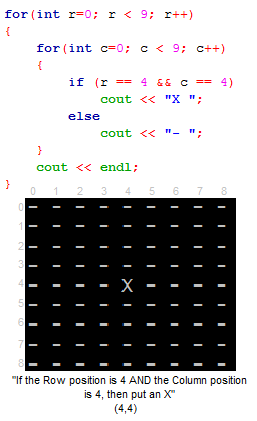 for(int r=0; r < 9; r++)
{
for(int c=0; c < 9; c++)
{
if (r == 4 && c == 4)
cout << "X ";
else
cout << "- ";
}
cout << endl;
}
0 1 2 3 4 5 6 7 8
0 - - - - - - - - -
1 - - - - - - - - -
2 - - - - - - - - -
3 - - - - - - - - -
4 - - - - X - - - -
5 - - - - - - - - -
6 - - - - - - - - -
7 - - - - - - - - -
8 - - - - - - - - -
"If the Row position is 4 AND the Column position
is 4, then put an X"
(4,4)